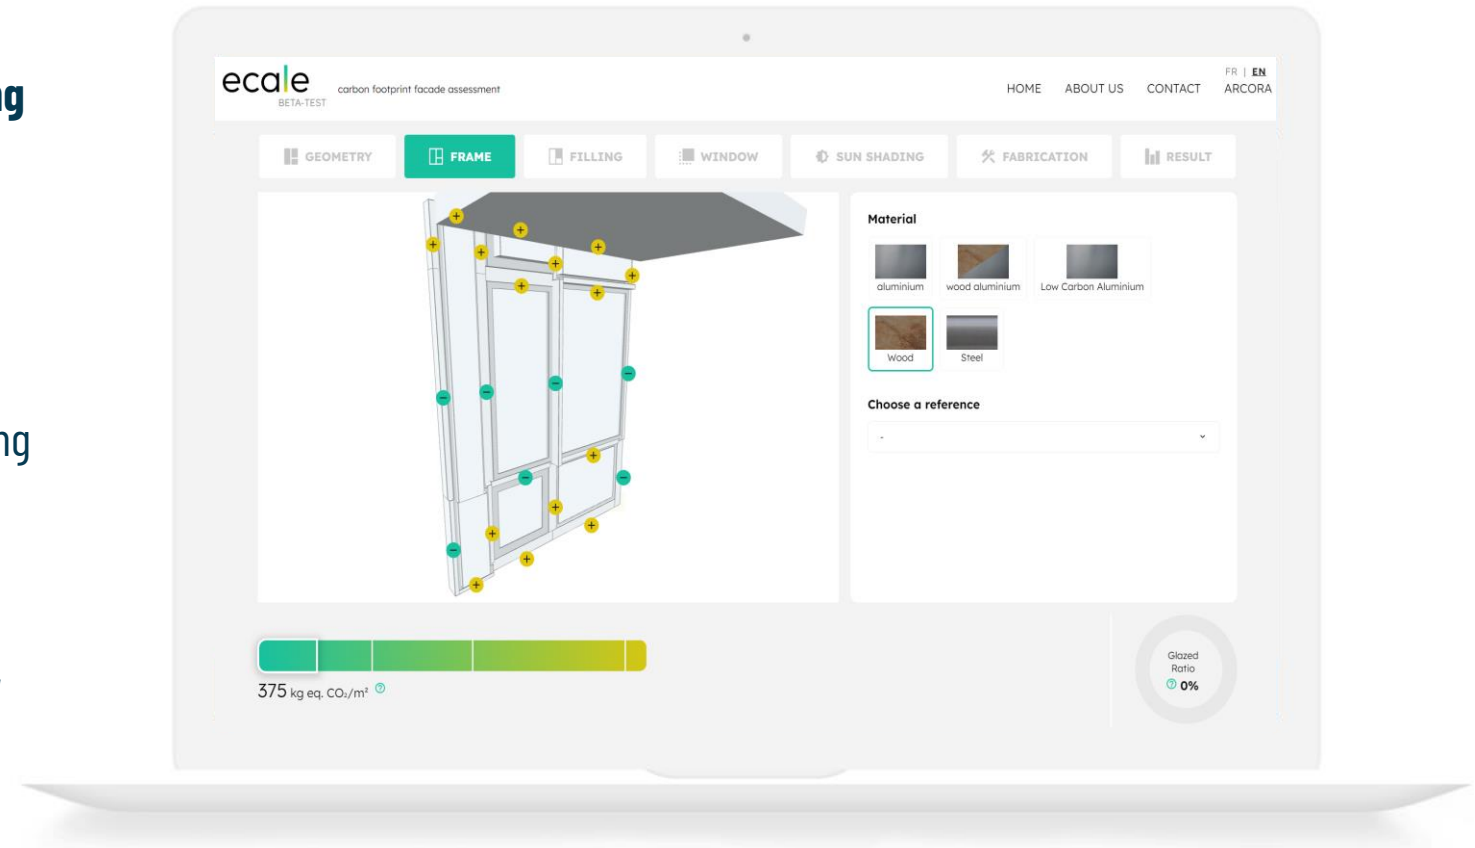 ecale
BETA-TEST
carbon footprint facade assessment
FR | EN
HOME ABOUT US CONTACT ARCORA
GEOMETRY FRAME FILLING WINDOW SUN SHADING FABRICATION RESULT
Material
aluminium wood aluminium Low Carbon Aluminium
Wood Steel
Choose a reference
-
375 kg eq. CO₂/m² ?
Glazed
Ratio
? 0%